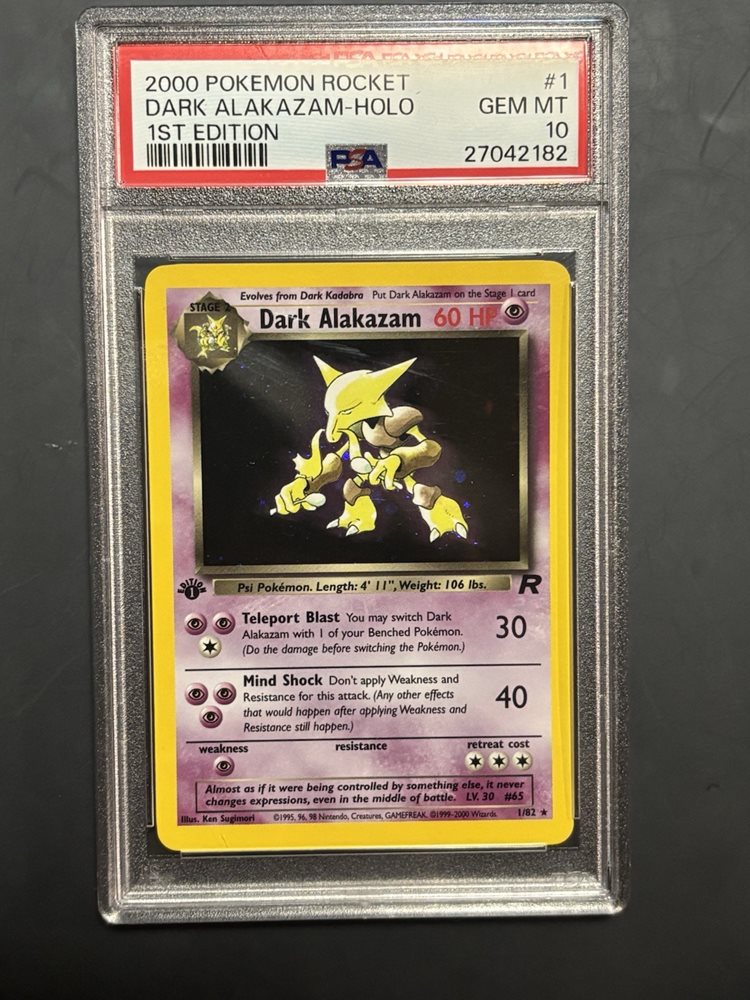 2000 POKEMON ROCKET #1
DARK ALAKAZAM-HOLO GEM MT
1ST EDITION 10
PSA 27042182
Evolves from Dark Kadabra Put Dark Alakazam on the Stage 1 card
STAGE 2
Dark Alakazam 60 HP
EDITION
1
Psi Pokémon. Length: 4' 11", Weight: 106 lbs. R
Teleport Blast You may switch Dark
Alakazam with 1 of your Benched Pokémon. 30
(Do the damage before switching the Pokémon.)
Mind Shock Don't apply Weakness and
Resistance for this attack. (Any other effects 40
that would happen after applying Weakness and
Resistance still happen.)
weakness resistance retreat cost
Almost as if it were being controlled by something else, it never
changes expressions, even in the middle of battle. LV. 30 #65
Illus. Ken Sugimori ©1995, 96, 98 Nintendo, Creatures, GAMEFREAK. ©1999-2000 Wizards. 1/82 ★